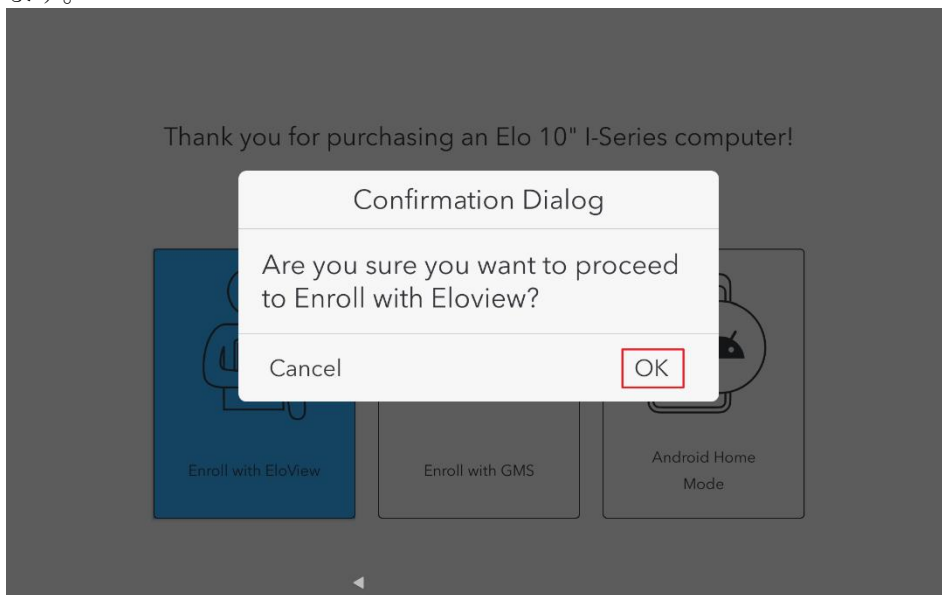 Thank you for purchasing an Elo 10" I-Series computer!
Confirmation Dialog
Are you sure you want to proceed
to Enroll with Eloview?
Cancel
OK
Enroll with EloView
Enroll with GMS
Android Home
Mode